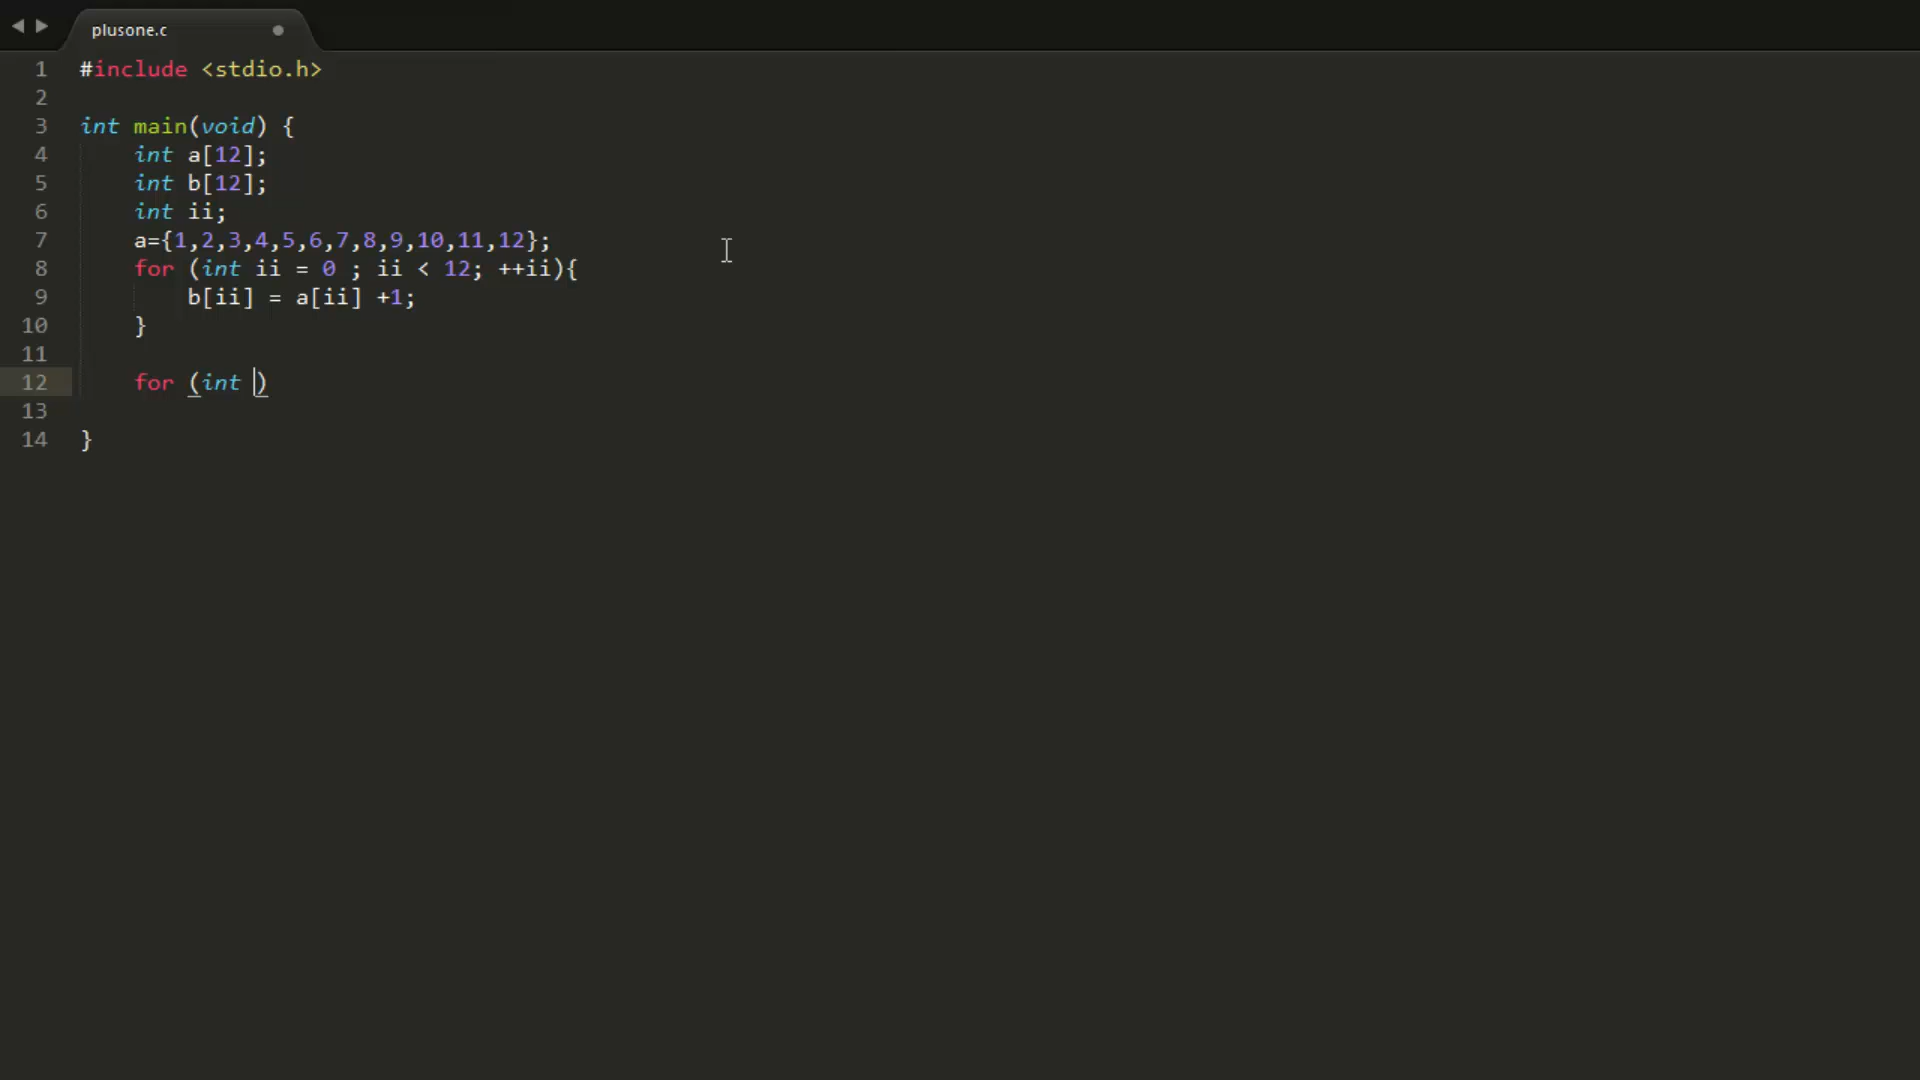 plusone.c
1 #include <stdio.h>
2
3 int main(void) {
4     int a[12];
5     int b[12];
6     int ii;
7     a={1,2,3,4,5,6,7,8,9,10,11,12};
8     for (int ii = 0 ; ii < 12; ++ii){
9         b[ii] = a[ii] +1;
10     }
11
12     for (int )
13
14 }